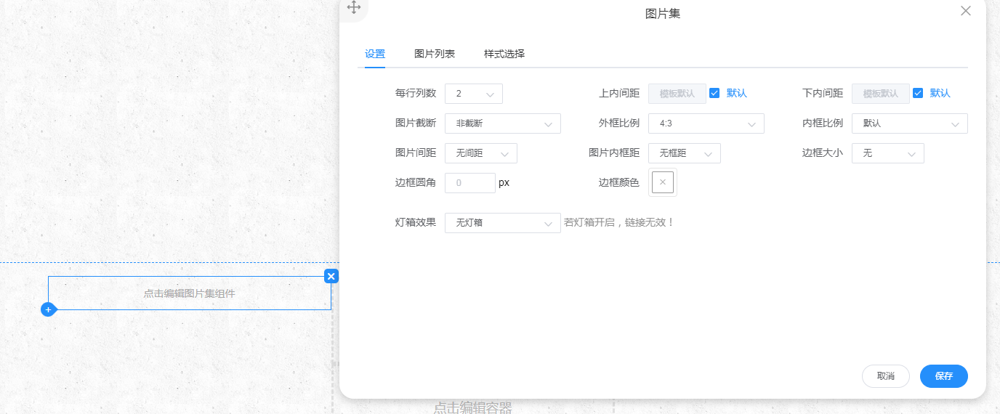 图片集
设置 图片列表 样式选择
每行列数 2 上内间距 模板默认 默认 下内间距 模板默认 默认
图片截断 非截断 外框比例 4:3 内框比例 默认
图片间距 无间距 图片内框距 无框距 边框大小 无
边框圆角 0 px 边框颜色
灯箱效果 无灯箱 若灯箱开启，链接无效！
点击编辑图片集组件
取消 保存
点击编辑容器